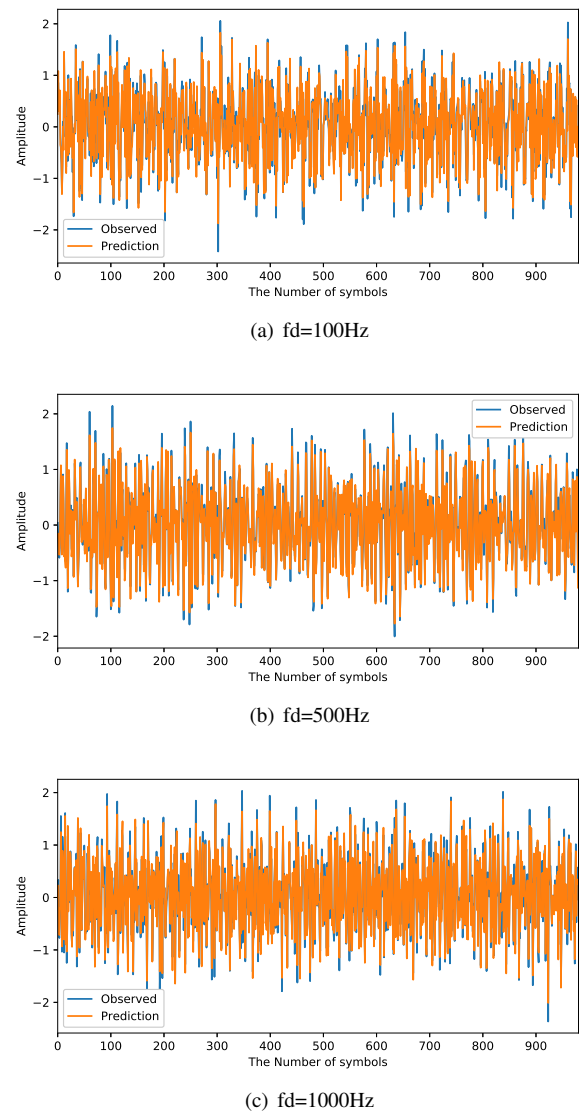 2
1
0
−1
−2
Amplitude
Observed
Prediction
0 100 200 300 400 500 600 700 800 900
The Number of symbols
(a) fd=100Hz
2
1
0
−1
−2
Amplitude
Observed
Prediction
0 100 200 300 400 500 600 700 800 900
The Number of symbols
(b) fd=500Hz
2
1
0
−1
−2
Amplitude
Observed
Prediction
0 100 200 300 400 500 600 700 800 900
The Number of symbols
(c) fd=1000Hz